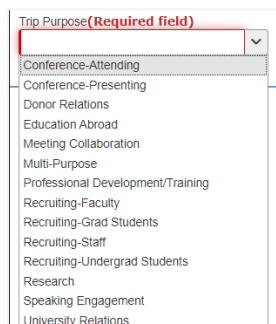 Trip Purpose(Required field)
Conference-Attending
Conference-Presenting
Donor Relations
Education Abroad
Meeting Collaboration
Multi-Purpose
Professional Development/Training
Recruiting-Faculty
Recruiting-Grad Students
Recruiting-Staff
Recruiting-Undergrad Students
Research
Speaking Engagement
University Relations